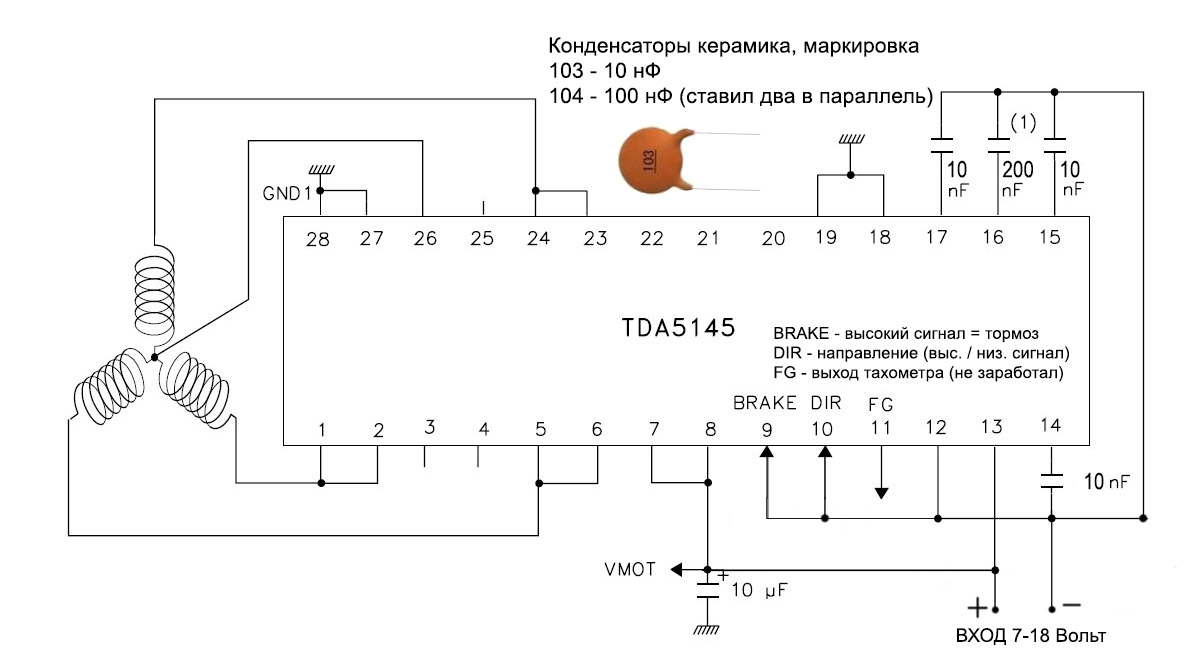 Конденсаторы керамика, маркировка
103 - 10 нФ
104 - 100 нФ (ставил два в параллель)
103
(1)
10 nF
200 nF
10 nF
GND1
28 27 26 25 24 23 22 21 20 19 18 17 16 15
TDA5145
BRAKE - высокий сигнал = тормоз
DIR - направление (выс. / низ. сигнал)
FG - выход тахометра (не заработал)
BRAKE DIR FG
1 2 3 4 5 6 7 8 9 10 11 12 13 14
10 nF
VMOT
+
10 µF
+ −
ВХОД 7-18 Вольт